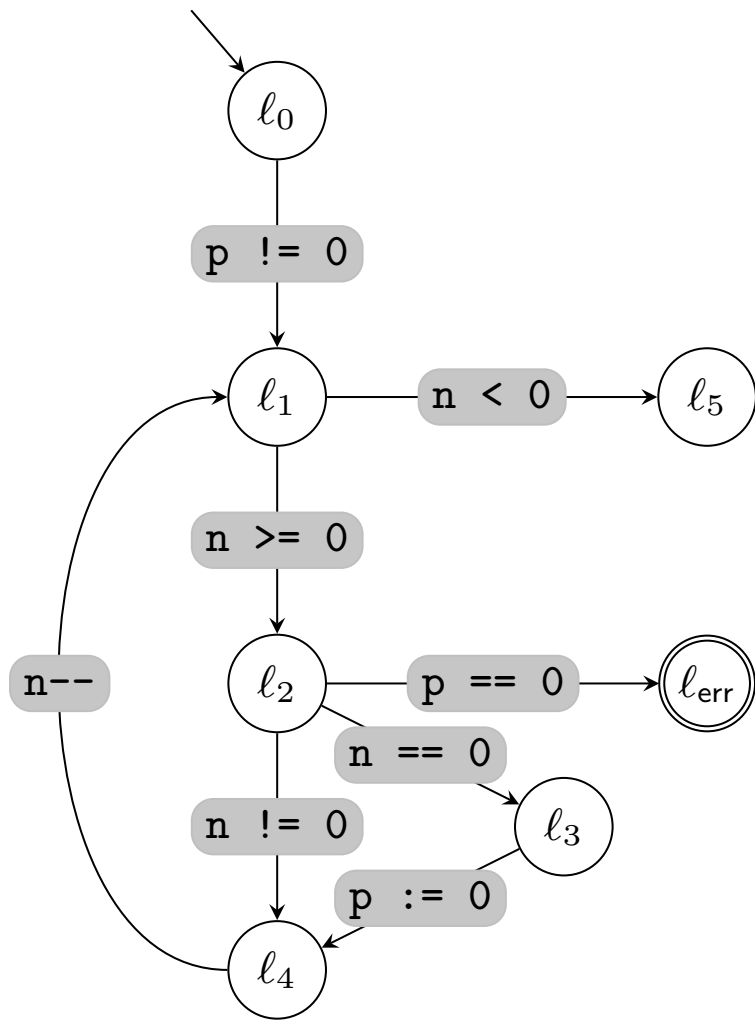 ℓ0
p != 0
ℓ1
n < 0
ℓ5
n >= 0
n--
ℓ2
p == 0
ℓerr
n == 0
n != 0
ℓ3
p := 0
ℓ4